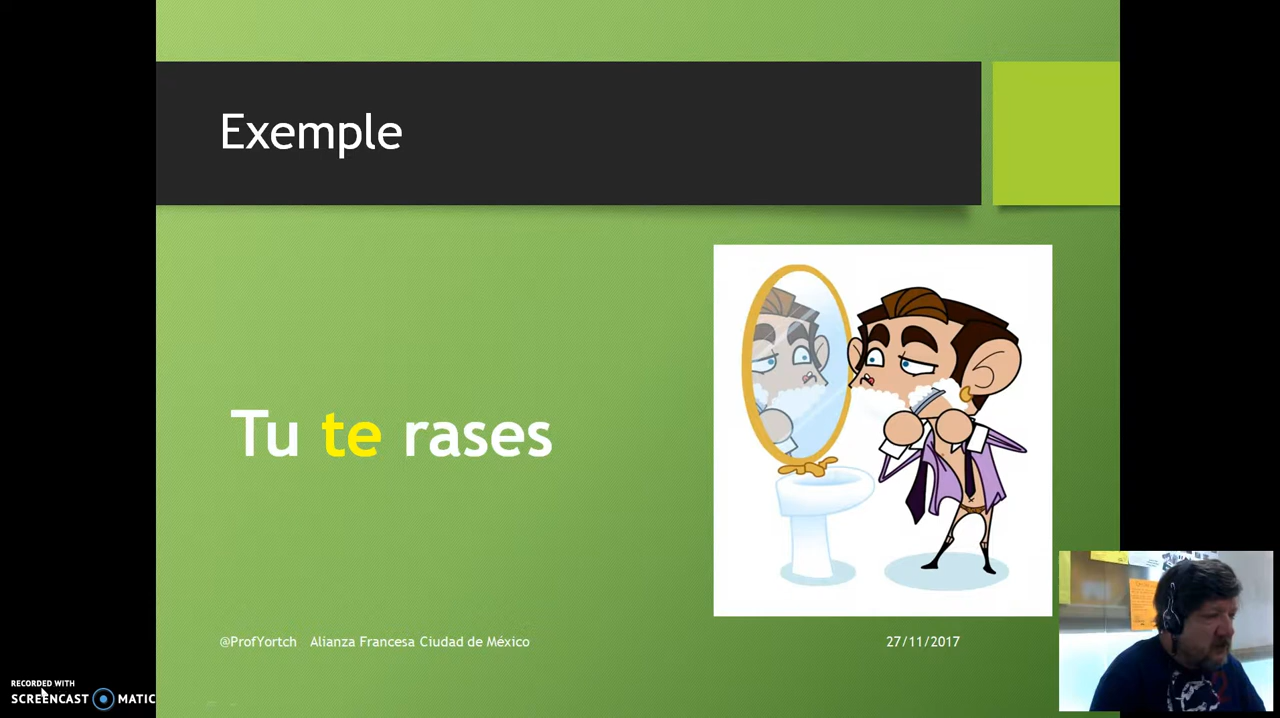 Exemple
Tu te rases
@ProfYortch Alianza Francesa Ciudad de México
27/11/2017
RECORDED WITH
SCREENCAST MATIC